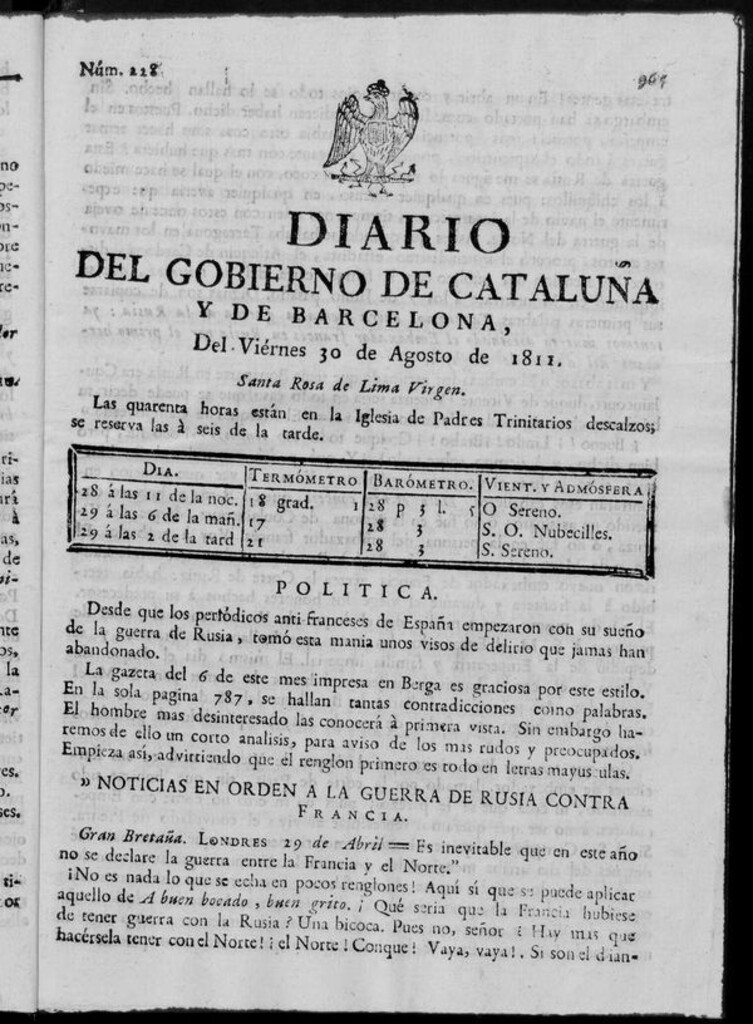 Núm. 228
967
DIARIO
DEL GOBIERNO DE CATALUÑA
Y DE BARCELONA,
Del Viérnes 30 de Agosto de 1811.
Santa Rosa de Lima Virgen.
Las quarenta horas están en la Iglesia de Padres Trinitarios descalzos;
se reserva las à seis de la tarde.
DIA. TERMÓMETRO BARÓMETRO. VIENT. Y ADMÓSFERA
28 á las 11 de la noc. 18 grad. 1 28 p 3 l. 5 O Sereno.
29 á las 6 de la mañ. 17 28 3 S. O. Nubecilles.
29 á las 2 de la tard 21 28 3 S. Sereno.
POLITICA.
Desde que los periódicos anti-franceses de España empezaron con su sueño
de la guerra de Rusia, tomó esta mania unos visos de delirio que jamas han
abandonado.
La gazeta del 6 de este mes impresa en Berga es graciosa por este estilo.
En la sola pagina 787, se hallan tantas contradicciones como palabras.
El hombre mas desinteresado las conocerá à primera vista. Sin embargo ha-
remos de ello un corto analisis, para aviso de los mas rudos y preocupados.
Empieza así, advirtiendo que el renglon primero es todo en letras mayus ulas.
» NOTICIAS EN ORDEN A LA GUERRA DE RUSIA CONTRA
FRANCIA.
Gran Bretaña. LONDRES 29 de Abril = Es inevitable que en este año
no se declare la guerra entre la Francia y el Norte."
¡No es nada lo que se echa en pocos renglones! Aquí sí que se puede aplicar
aquello de A buen bocado, buen grito. ¡ Qué seria que la Francia hubiese
de tener guerra con la Rusia? Una bicoca. Pues no, señor ¿ Hay mas que
hacérsela tener con el Norte! ¡ el Norte! Conque! Vaya, vaya!. Si son el dian-